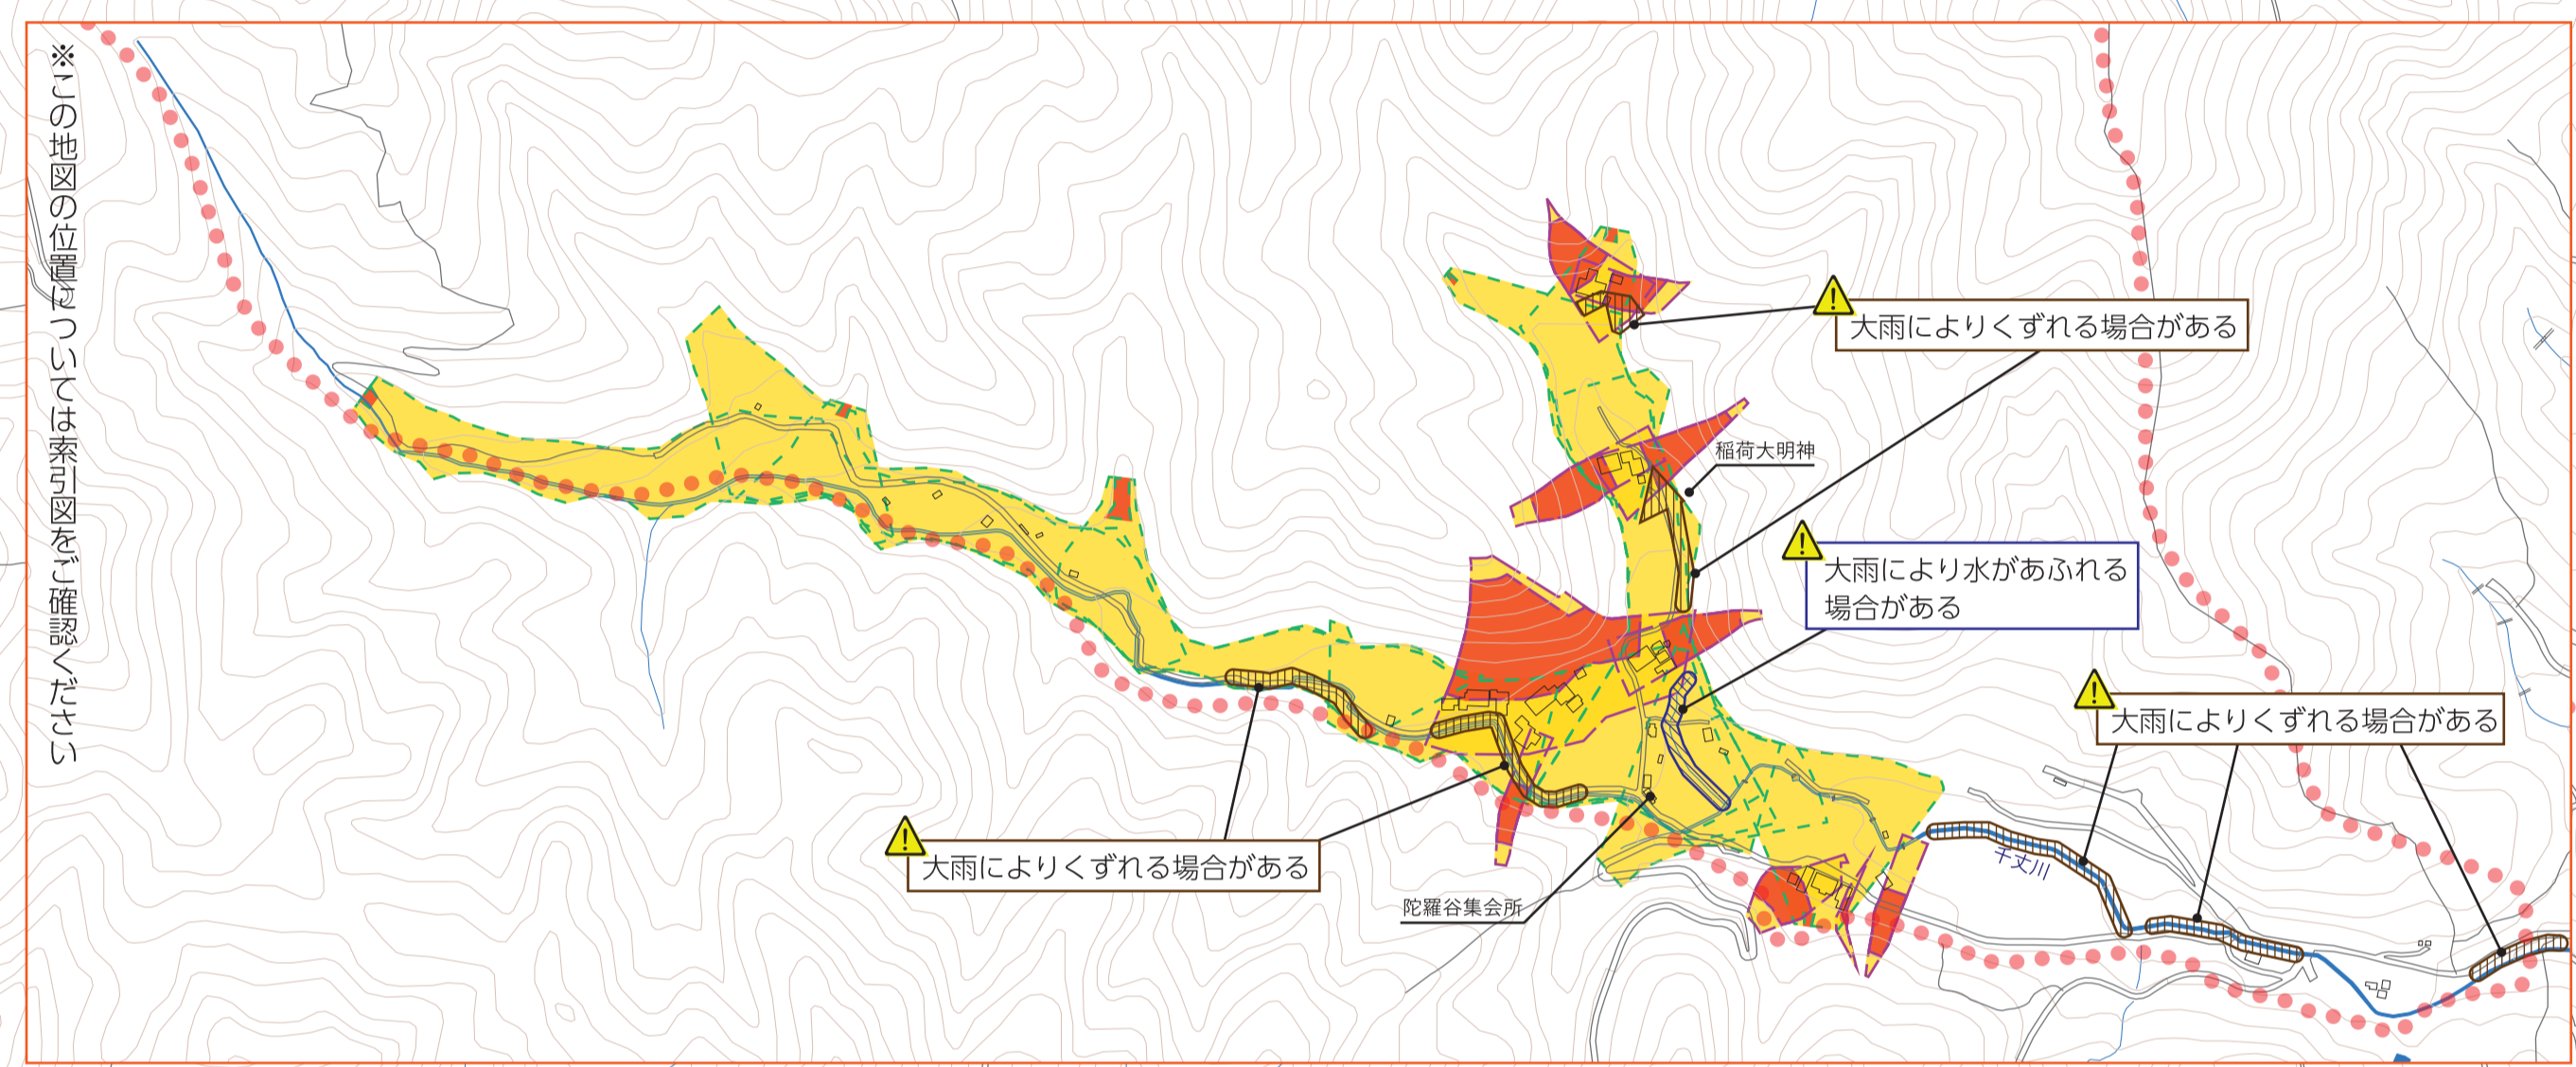 ※この地図の位置については索引図をご確認ください
大雨によりくずれる場合がある
稲荷大明神
大雨により水があふれる
場合がある
大雨によりくずれる場合がある
大雨によりくずれる場合がある
千丈川
陀羅谷集会所